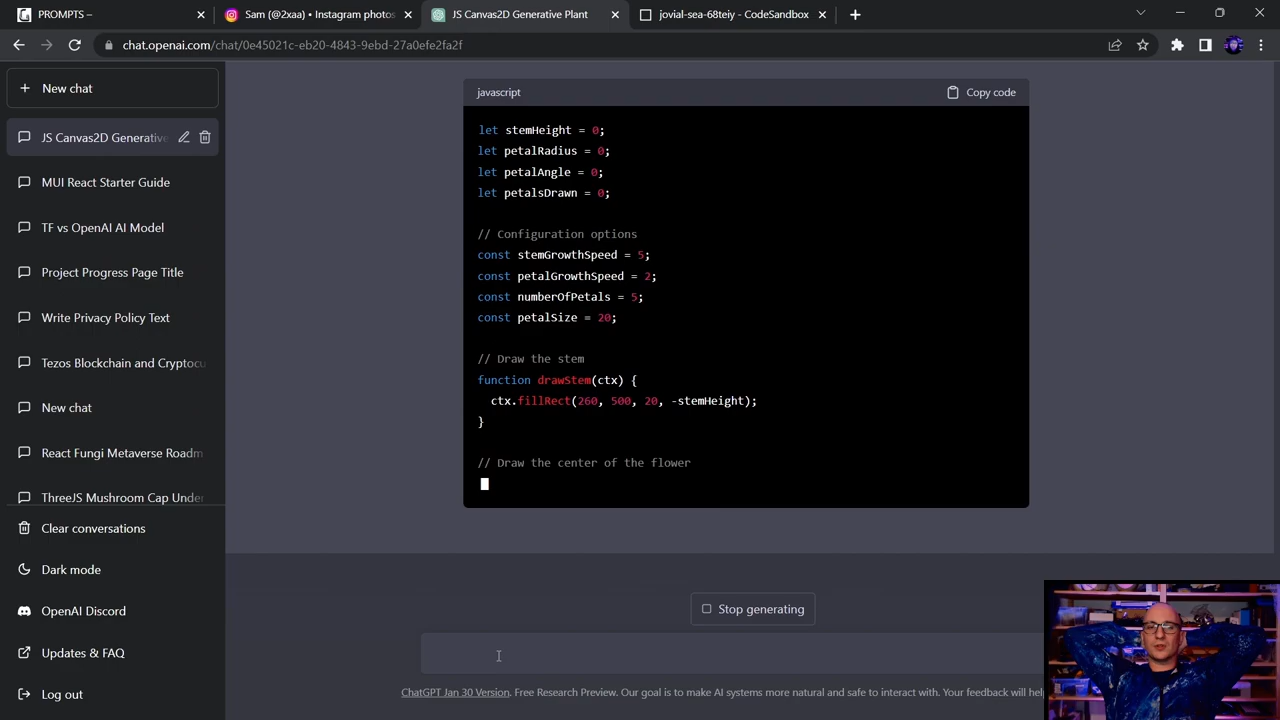 PROMPTS –
Sam (@2xaa) • Instagram photos
JS Canvas2D Generative Plant
jovial-sea-68teiy - CodeSandbox
chat.openai.com/chat/0e45021c-eb20-4843-9ebd-27a0efe2fa2f
New chat
JS Canvas2D Generative
MUI React Starter Guide
TF vs OpenAI AI Model
Project Progress Page Title
Write Privacy Policy Text
Tezos Blockchain and Cryptocu
New chat
React Fungi Metaverse Roadm
ThreeJS Mushroom Cap Under
Clear conversations
Dark mode
OpenAI Discord
Updates & FAQ
Log out
javascript
Copy code
let stemHeight = 0;
let petalRadius = 0;
let petalAngle = 0;
let petalsDrawn = 0;
// Configuration options
const stemGrowthSpeed = 5;
const petalGrowthSpeed = 2;
const numberOfPetals = 5;
const petalSize = 20;
// Draw the stem
function drawStem(ctx) {
ctx.fillRect(260, 500, 20, -stemHeight);
}
// Draw the center of the flower
Stop generating
ChatGPT Jan 30 Version. Free Research Preview. Our goal is to make AI systems more natural and safe to interact with. Your feedback will hel